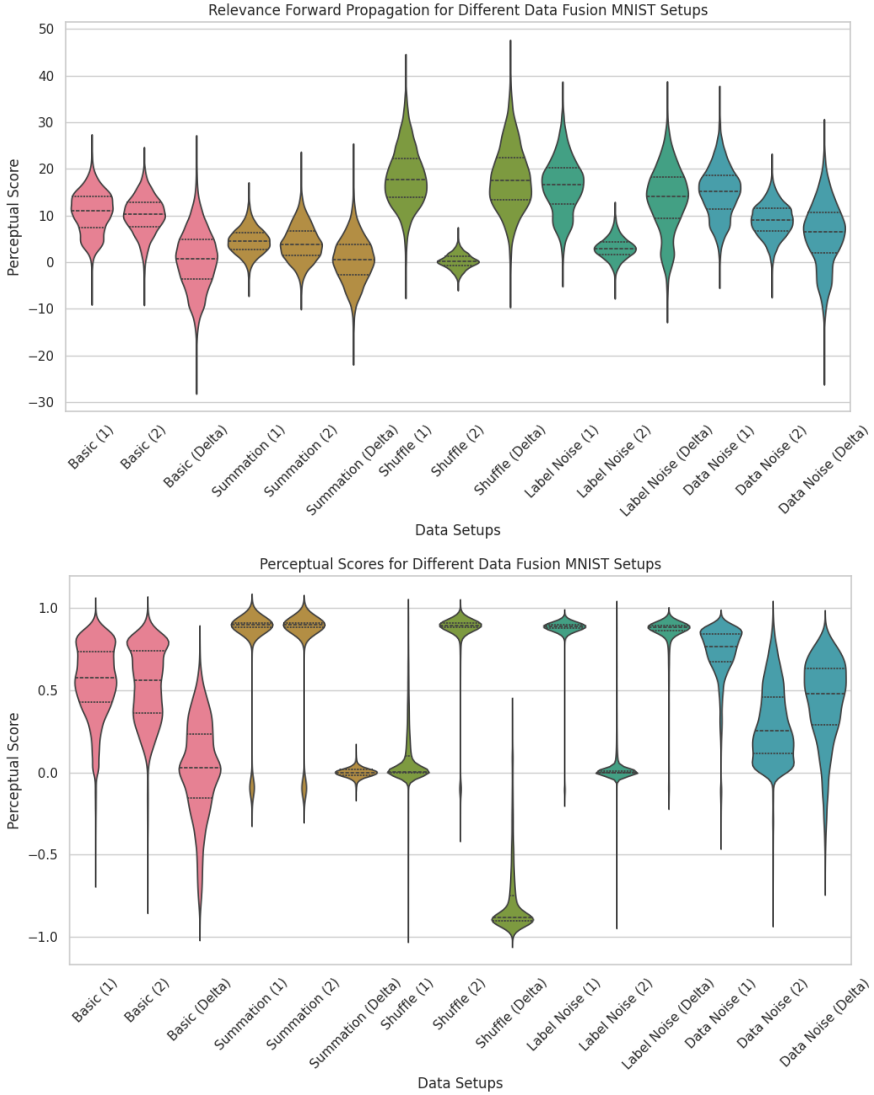 Relevance Forward Propagation for Different Data Fusion MNIST Setups
50
40
30
20
10
0
−10
−20
−30
Perceptual Score
Basic (1)
Basic (2)
Basic (Delta)
Summation (1)
Summation (2)
Summation (Delta)
Shuffle (1)
Shuffle (2)
Shuffle (Delta)
Label Noise (1)
Label Noise (2)
Label Noise (Delta)
Data Noise (1)
Data Noise (2)
Data Noise (Delta)
Data Setups
Perceptual Scores for Different Data Fusion MNIST Setups
1.0
0.5
0.0
−0.5
−1.0
Perceptual Score
Basic (1)
Basic (2)
Basic (Delta)
Summation (1)
Summation (2)
Summation (Delta)
Shuffle (1)
Shuffle (2)
Shuffle (Delta)
Label Noise (1)
Label Noise (2)
Label Noise (Delta)
Data Noise (1)
Data Noise (2)
Data Noise (Delta)
Data Setups